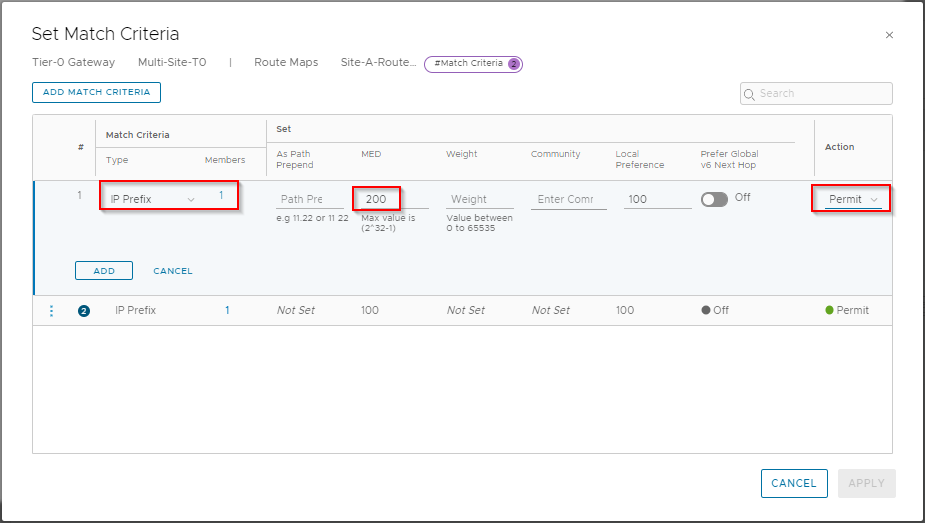 Set Match Criteria
×
Tier-0 Gateway Multi-Site-T0 | Route Maps Site-A-Route... #Match Criteria 2
ADD MATCH CRITERIA
Search
# Match Criteria Set Action
Type Members As Path Prepend MED Weight Community Local Preference Prefer Global v6 Next Hop
1 IP Prefix 1 Path Pre 200 Weight Enter Comr 100 Off Permit
e.g 11.22 or 11 22 Max value is (2^32-1) Value between 0 to 65535
ADD CANCEL
2 IP Prefix 1 Not Set 100 Not Set Not Set 100 Off Permit
CANCEL APPLY